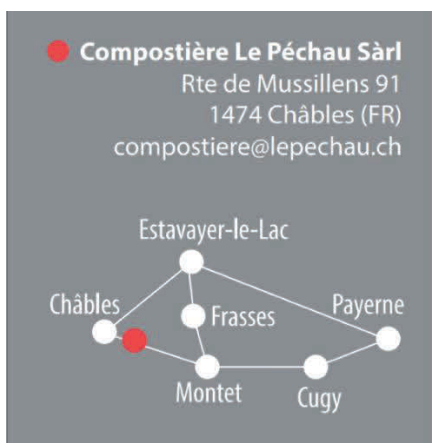 Compostière Le Péchau Sàrl
Rte de Mussillens 91
1474 Châbles (FR)
compostiere@lepechau.ch
Estavayer-le-Lac
Châbles
Frasses
Payerne
Montet
Cugy